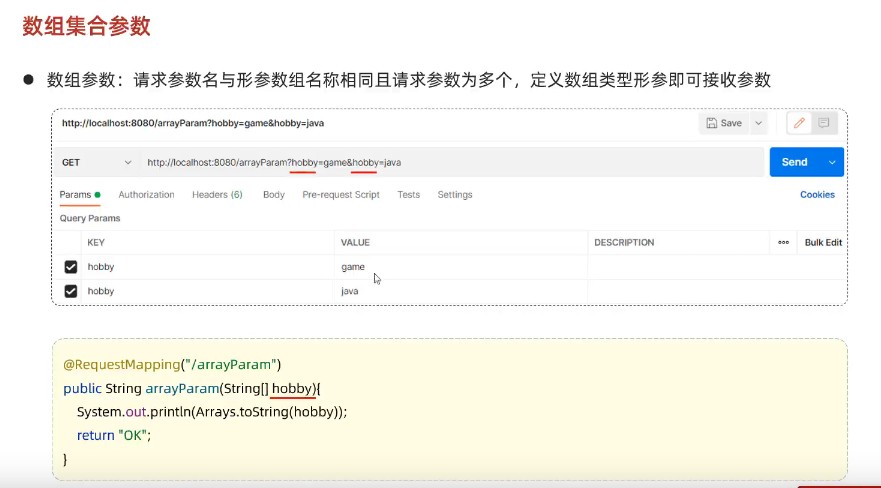 数组集合参数
● 数组参数：请求参数名与形参数组名称相同且请求参数为多个，定义数组类型形参即可接收参数
http://localhost:8080/arrayParam?hobby=game&hobby=java Save
GET http://localhost:8080/arrayParam?hobby=game&hobby=java Send
Params Authorization Headers (6) Body Pre-request Script Tests Settings Cookies
Query Params
KEY VALUE DESCRIPTION ooo Bulk Edit
hobby game
hobby java
@RequestMapping("/arrayParam")
public String arrayParam(String[] hobby){
System.out.println(Arrays.toString(hobby));
return "OK";
}